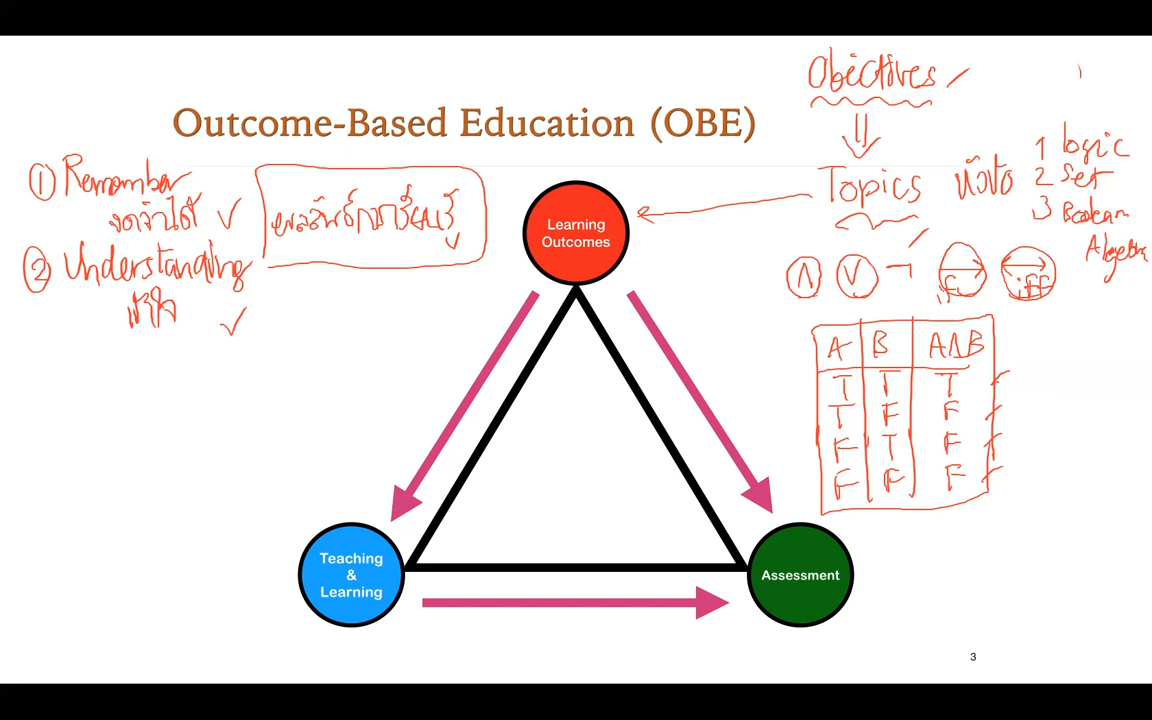 Objectives
Outcome-Based Education (OBE)
Topics หัวข้อ
1 logic
2 Set
3 Boolean
Algebra
① Remember
จดจำได้ ✓
② Understanding
เข้าใจ ✓
ผลลัพธ์การเรียนรู้
Learning
Outcomes
∧ ∨ ¬ → if ↔ iff
A B A∧B
T T T
T F F
F T F
F F F
Teaching
&
Learning
Assessment
3